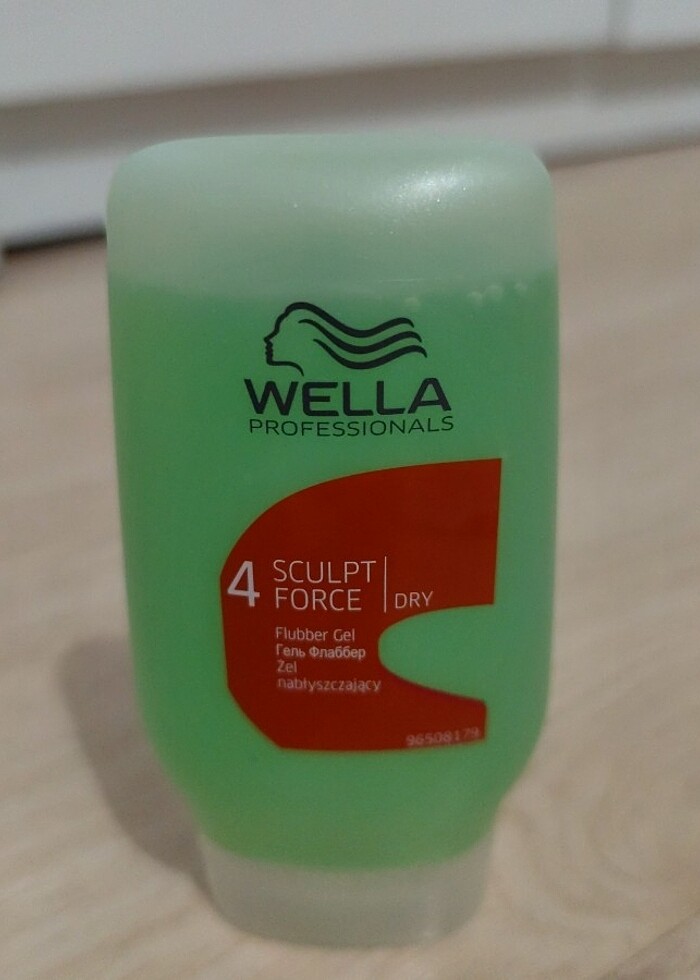 WELLA
PROFESSIONALS
4 SCULPT
FORCE | DRY
Flubber Gel
Гель Флаббер
Żel
nabłyszczający
96508179